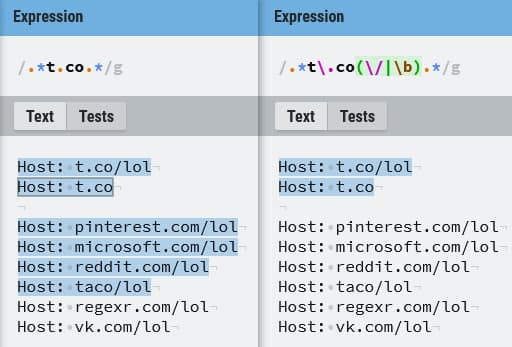 Expression
/.*t.co.*/g
Text Tests
Host: t.co/lol
Host: t.co
Host: pinterest.com/lol
Host: microsoft.com/lol
Host: reddit.com/lol
Host: taco/lol
Host: regexr.com/lol
Host: vk.com/lol
Expression
/.*t\.co(\/|\b).*/g
Text Tests
Host: t.co/lol
Host: t.co
Host: pinterest.com/lol
Host: microsoft.com/lol
Host: reddit.com/lol
Host: taco/lol
Host: regexr.com/lol
Host: vk.com/lol